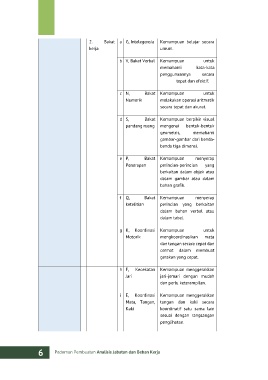 2. Bakat kerja
a G, Intelegensia
Kemampuan belajar secara
umum.
b V, Bakat Verbal
Kemampuan untuk
memahami kata-kata
penggunaannya secara
tepat dan efektif.
c N, Bakat
Numerik
Kemampuan untuk
melakukan operasi aritmatik
secara tepat dan akurat.
d S, Bakat
pandang ruang
Kemampuan berpikir visual
mengenai bentuk-bentuk
geometris, memahami
gambar-gambar dari benda-
benda tiga dimensi.
e P, Bakat
Penerapan
Kemampuan menyerap
perincian-perincian yang
berkaitan dalam objek atau
dalam gambar atau dalam
bahan grafik.
f Q, Bakat
Ketelitian
Kemampuan menyerap
perincian yang berkaitan
dalam bahan verbal atau
dalam tabel.
g K, Koordinasi
Motorik
Kemampuan untuk
mengkoordinasikan mata
dan tangan secara cepat dan
cermat dalam membuat
gerakan yang cepat.
h F, Kecekatan
Jari
Kemampuan menggerakkan
jari-jemari dengan mudah
dan perlu keterampilan.
i E, Koordinasi
Mata, Tangan,
Kaki
Kemampuan menggerakkan
tangan dan kaki secara
koordinatif satu sama lain
sesuai dengan rangsangan
penglihatan.
6 Pedoman Pembuatan Analisis Jabatan dan Beban Kerja